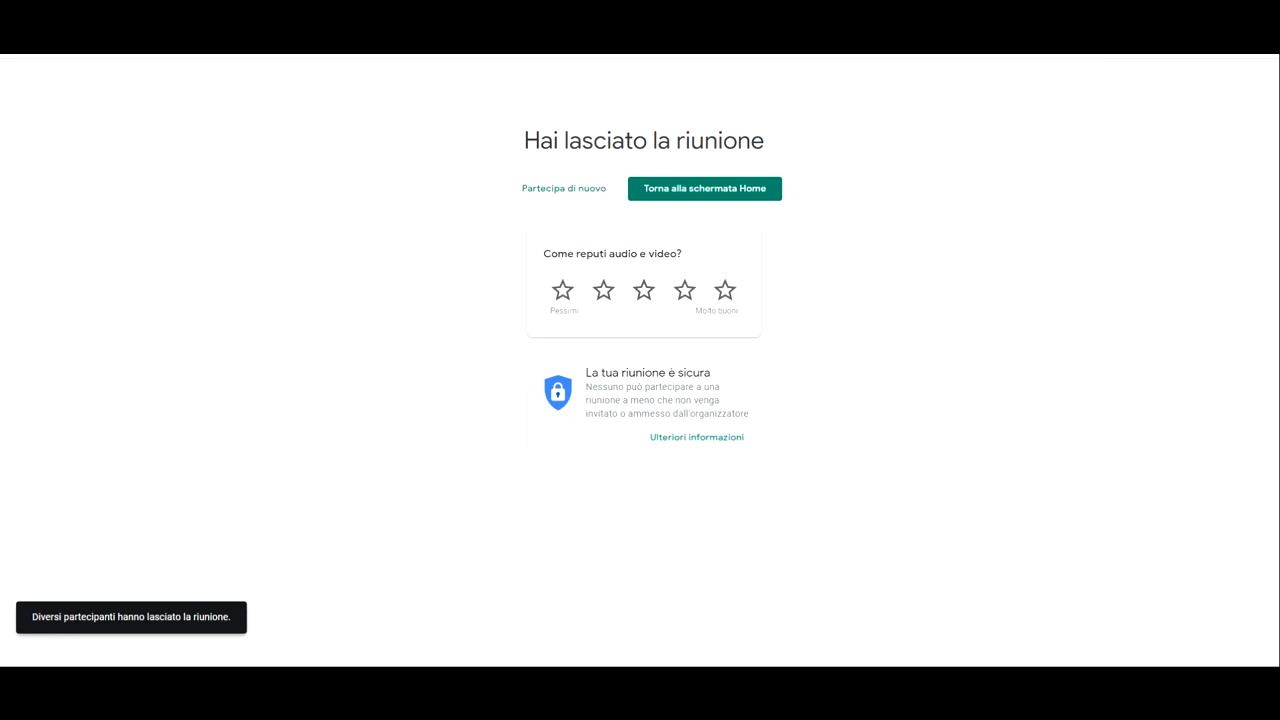 Hai lasciato la riunione
Partecipa di nuovo
Torna alla schermata Home
Come reputi audio e video?
Pessimi
Molto buoni
La tua riunione è sicura
Nessuno può partecipare a una
riunione a meno che non venga
invitato o ammesso dall'organizzatore
Ulteriori informazioni
Diversi partecipanti hanno lasciato la riunione.